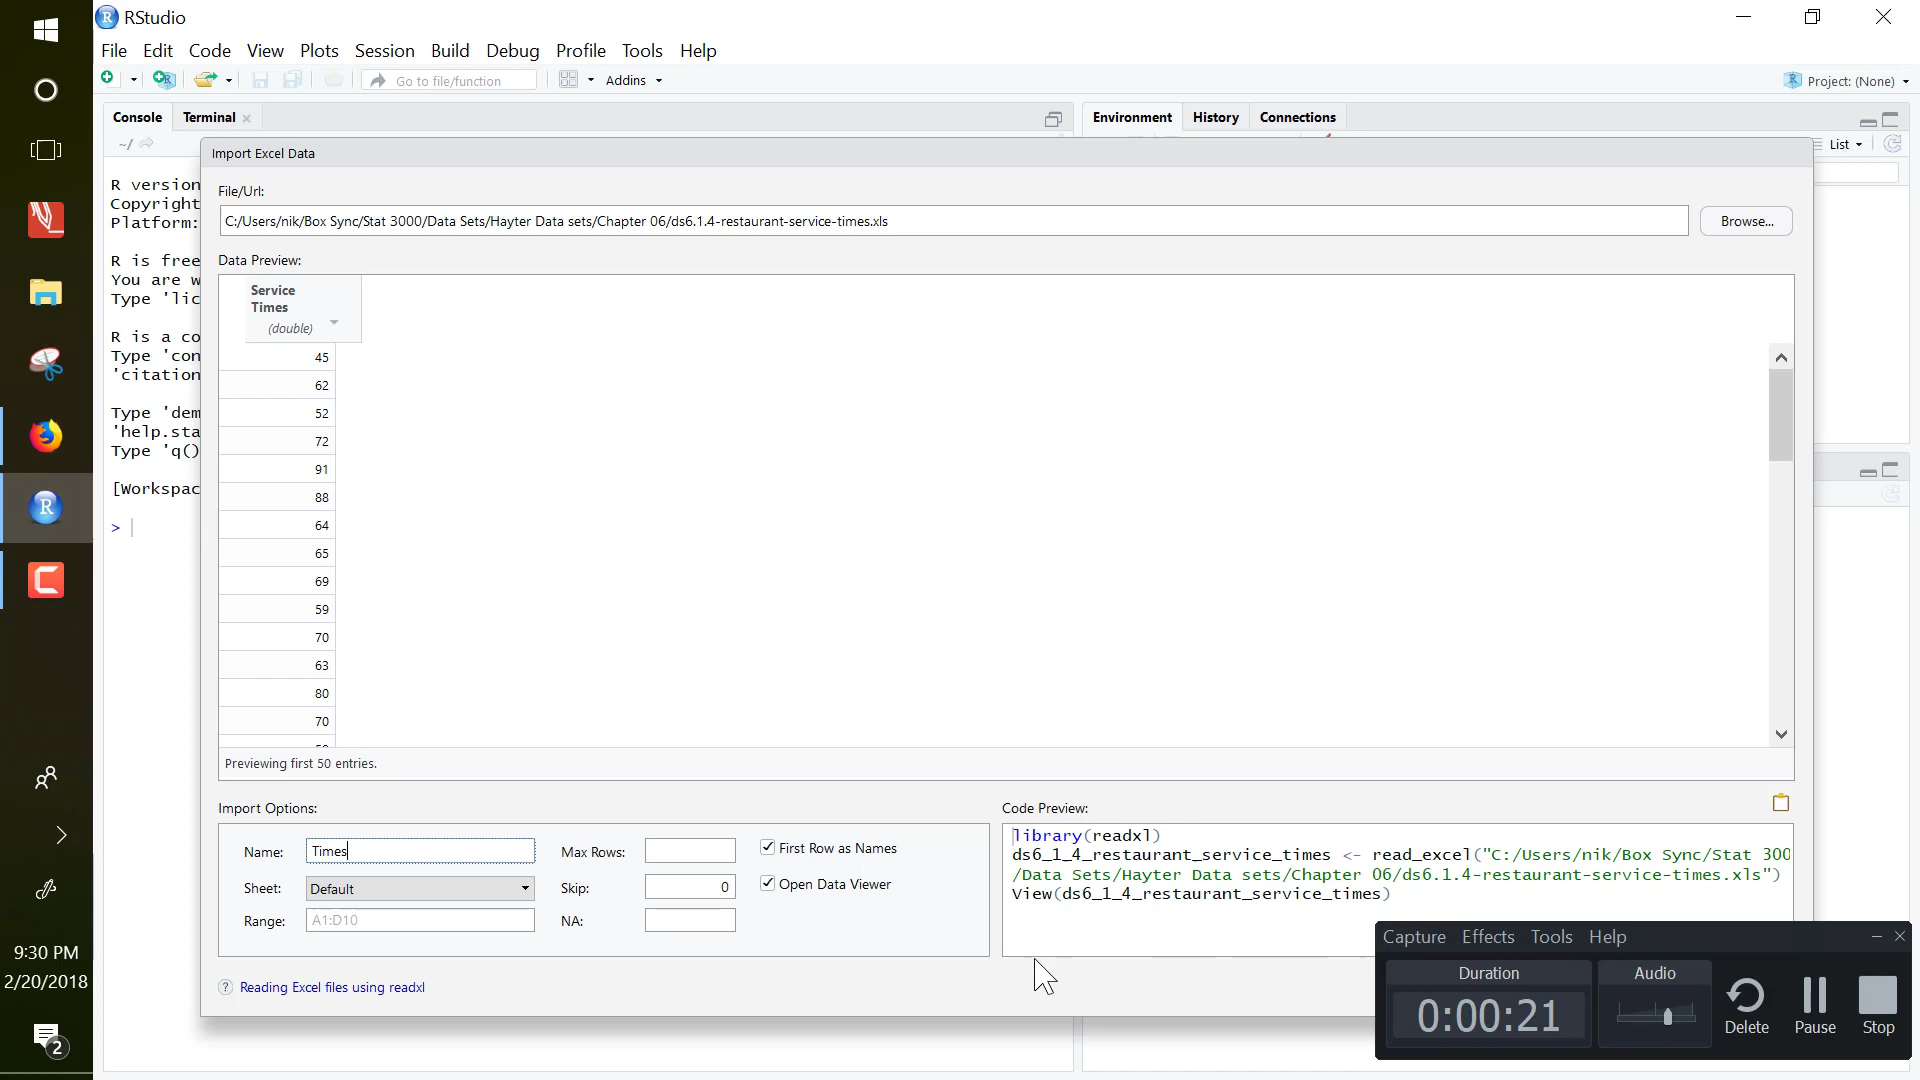 RStudio
File Edit Code View Plots Session Build Debug Profile Tools Help
Go to file/function Addins Project: (None)
Console Terminal Environment History Connections
~/ List
Import Excel Data
File/Url:
C:/Users/nik/Box Sync/Stat 3000/Data Sets/Hayter Data sets/Chapter 06/ds6.1.4-restaurant-service-times.xls Browse...
Data Preview:
R version
Copyright
Platform:
R is free
You are w
Type 'lic
R is a co
Type 'con
'citation
Type 'dem
'help.sta
Type 'q()
[Workspac
>
Service
Times
(double)
45
62
52
72
91
88
64
65
69
59
70
63
80
70
Previewing first 50 entries.
Import Options:
Name: Times Max Rows: First Row as Names
Sheet: Default Skip: 0 Open Data Viewer
Range: A1:D10 NA:
Reading Excel files using readxl
Code Preview:
library(readxl)
ds6_1_4_restaurant_service_times <- read_excel("C:/Users/nik/Box Sync/Stat 300
/Data Sets/Hayter Data sets/Chapter 06/ds6.1.4-restaurant-service-times.xls")
View(ds6_1_4_restaurant_service_times)
Capture Effects Tools Help
Duration Audio
0:00:21
Delete Pause Stop
9:30 PM
2/20/2018
2